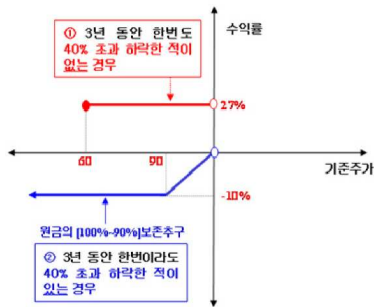 수익률
① 3년 동안 한번도
40% 초과 하락한 적이
없는 경우
27%
60
90
기준주가
-10%
원금의 [100%~90%]보존추구
② 3년 동안 한번이라도
40% 초과 하락한 적이
있는 경우